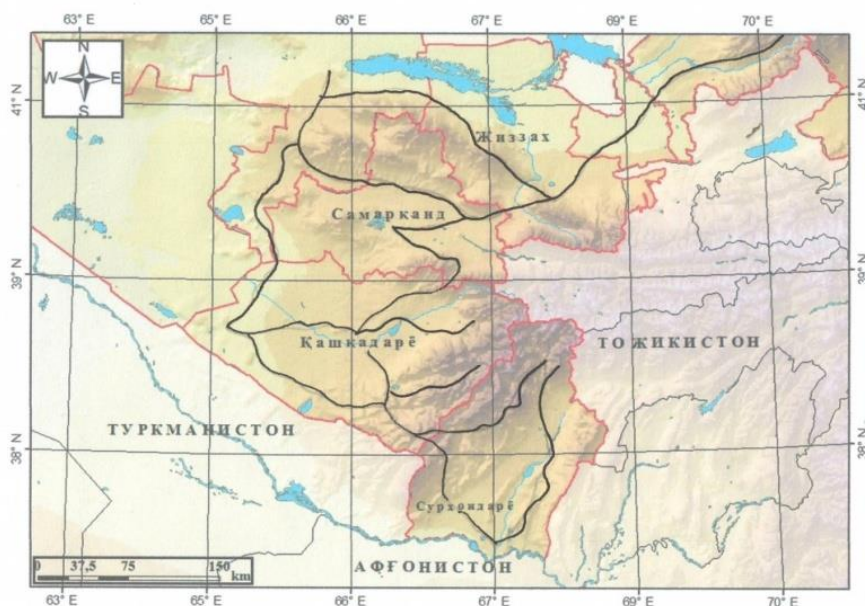 63° E 65° E 66° E 67° E 69° E 70° E
N
W E
S
41° N 41° N
Жиззах
Самарқанд
39° N 39° N
Қашқадарё
ТОЖИКИСТОН
ТУРКМАНИСТОН
38° N 38° N
Сурхондарё
0 37,5 75 150
km
АФҒОНИСТОН
63° E 65° E 66° E 67° E 69° E 70° E